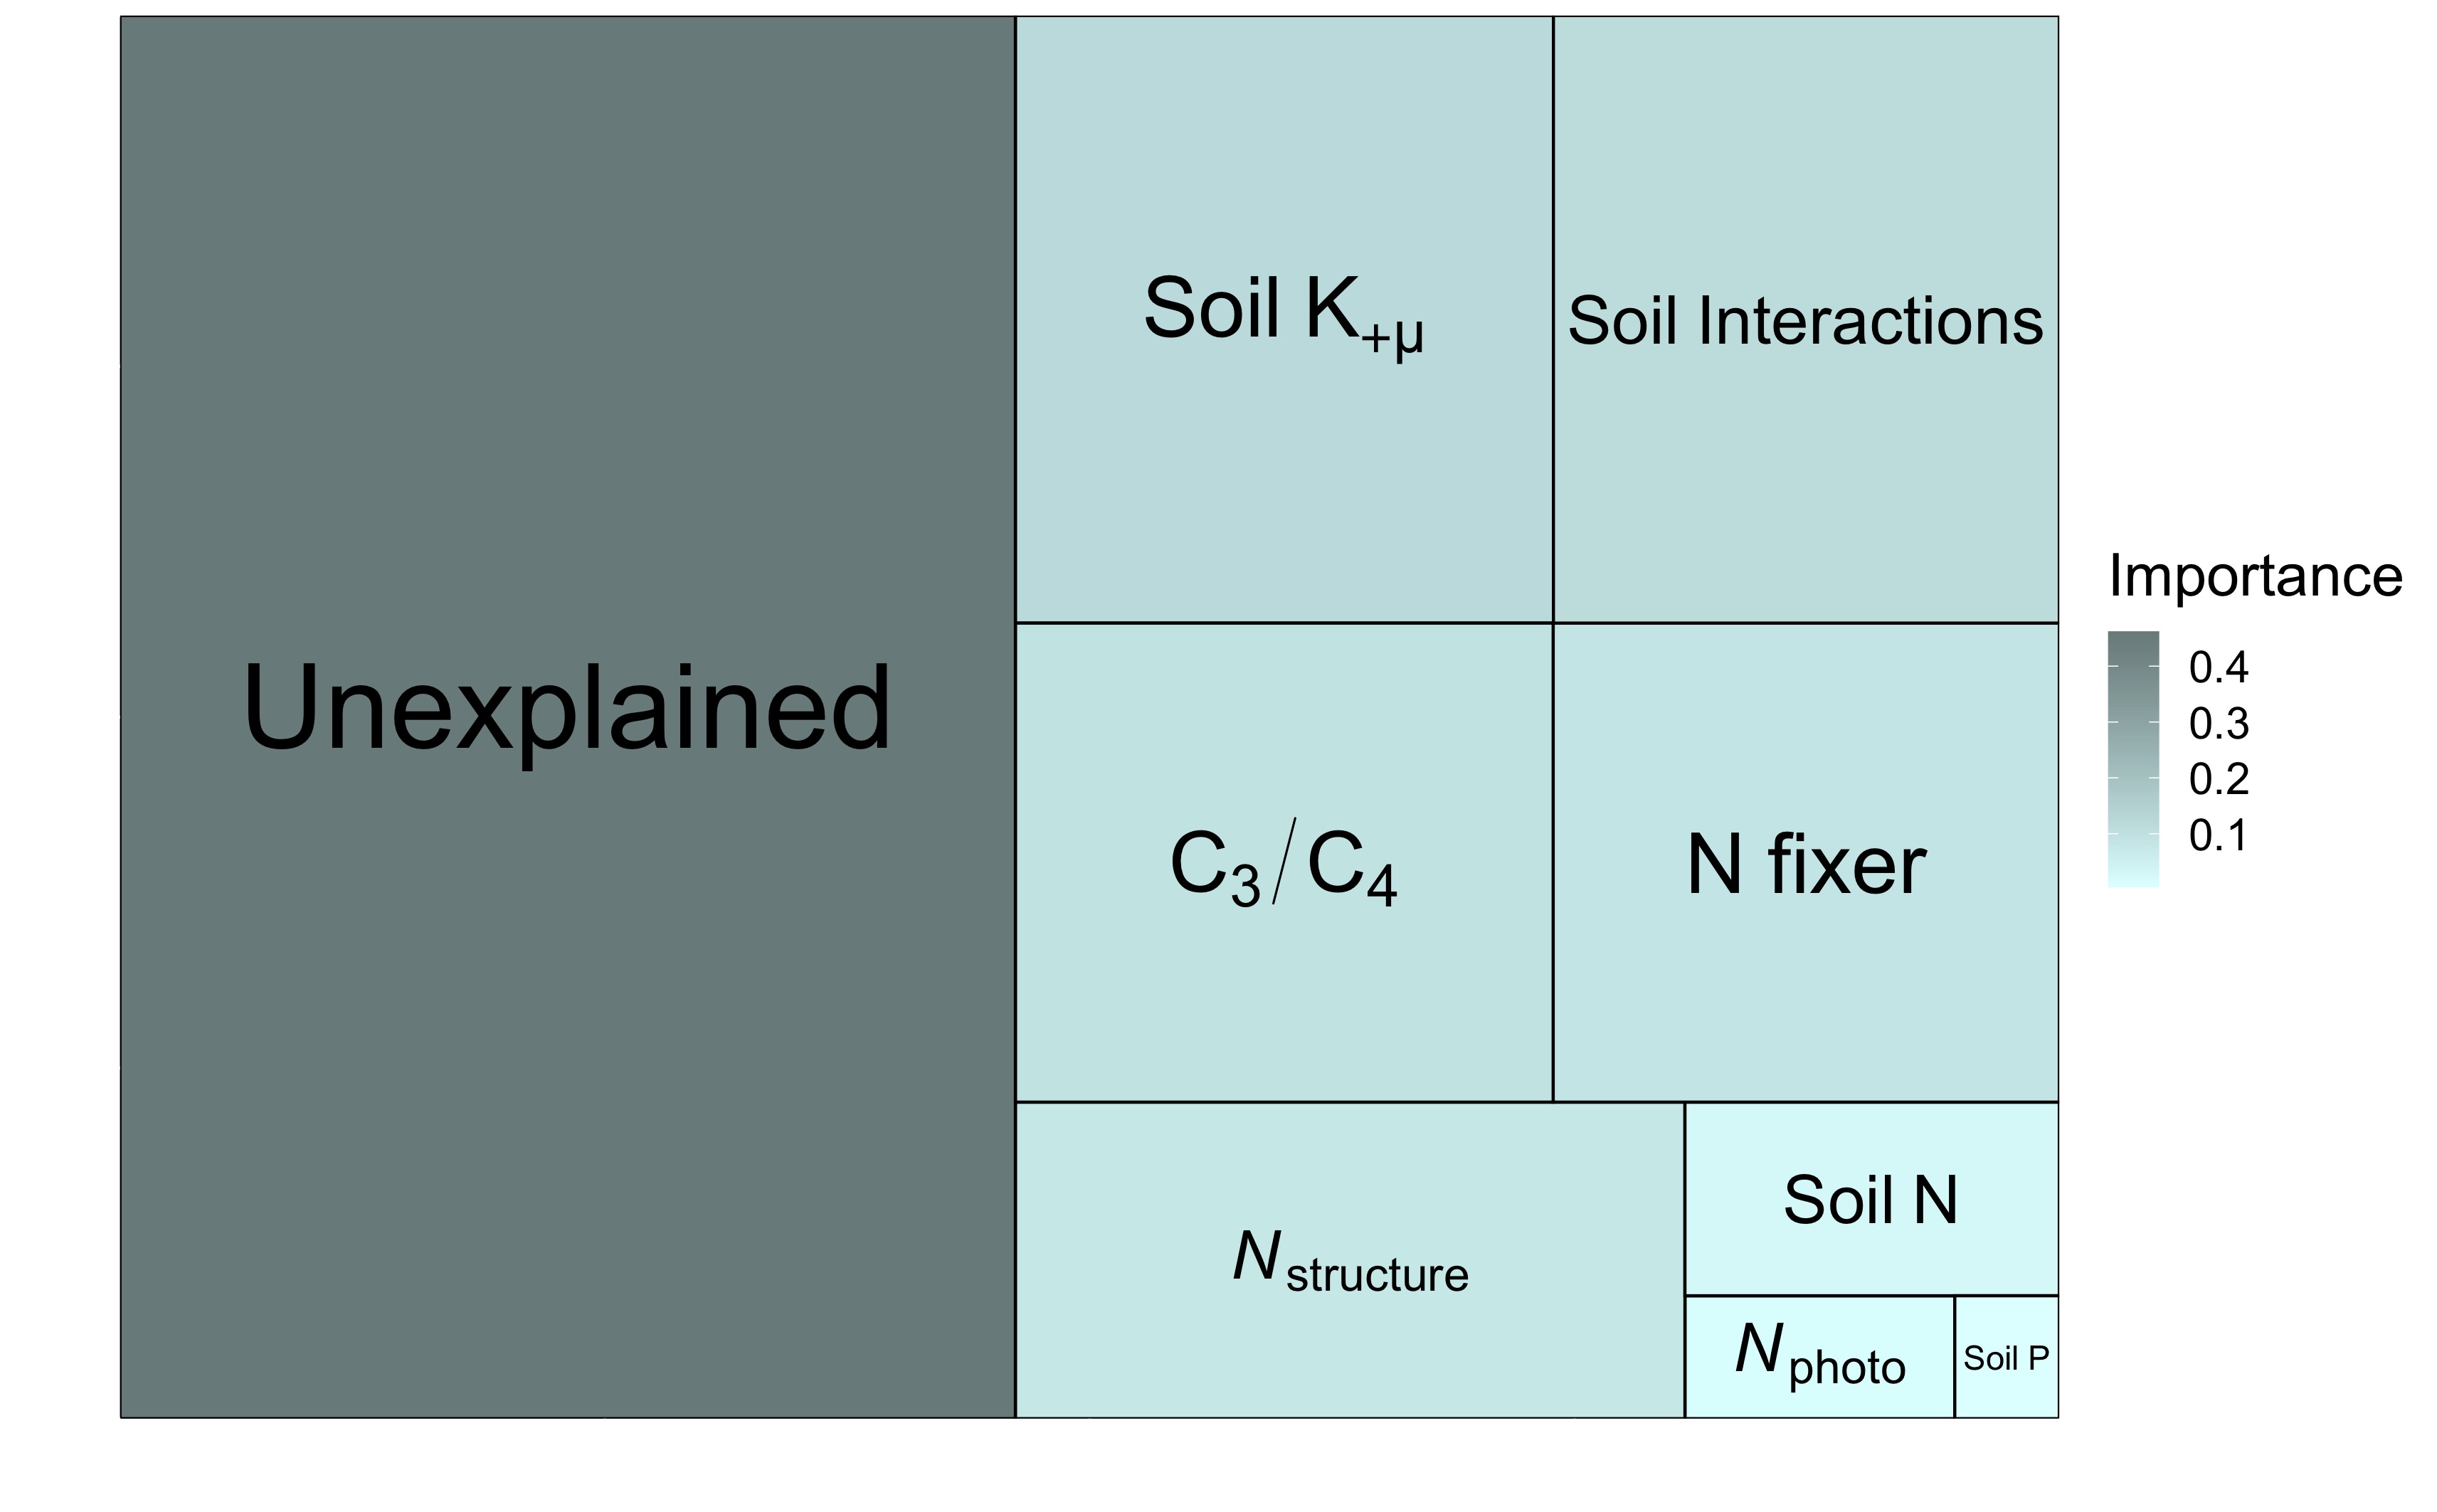 Unexplained
Soil K₊µ
Soil Interactions
C₃/C₄
N fixer
Nstructure
Soil N
Nphoto
Soil P
Importance
0.4
0.3
0.2
0.1